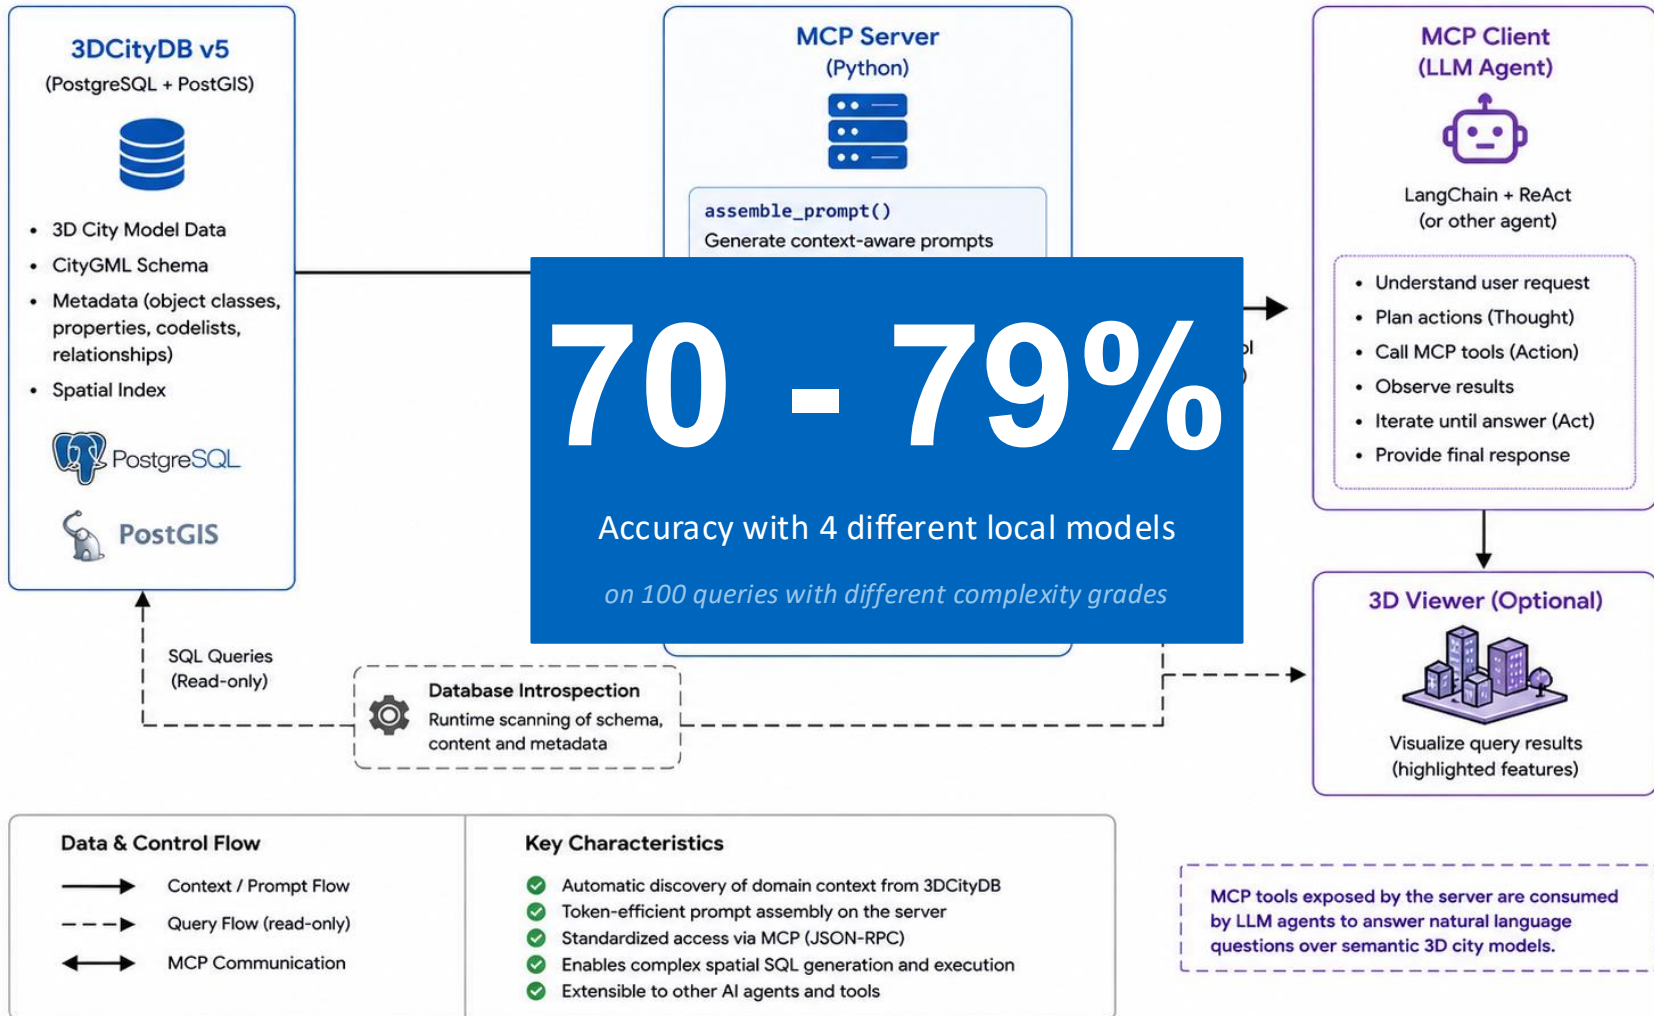 3DCityDB v5
(PostgreSQL + PostGIS)
• 3D City Model Data
• CityGML Schema
• Metadata (object classes,
properties, codelists,
relationships)
• Spatial Index
PostgreSQL
PostGIS
MCP Server
(Python)
assemble_prompt()
Generate context-aware prompts
70 - 79%
Accuracy with 4 different local models
on 100 queries with different complexity grades
MCP Client
(LLM Agent)
LangChain + ReAct
(or other agent)
• Understand user request
• Plan actions (Thought)
• Call MCP tools (Action)
• Observe results
• Iterate until answer (Act)
• Provide final response
3D Viewer (Optional)
Visualize query results
(highlighted features)
SQL Queries
(Read-only)
Database Introspection
Runtime scanning of schema,
content and metadata
Data & Control Flow
Context / Prompt Flow
Query Flow (read-only)
MCP Communication
Key Characteristics
Automatic discovery of domain context from 3DCityDB
Token-efficient prompt assembly on the server
Standardized access via MCP (JSON-RPC)
Enables complex spatial SQL generation and execution
Extensible to other AI agents and tools
MCP tools exposed by the server are consumed
by LLM agents to answer natural language
questions over semantic 3D city models.